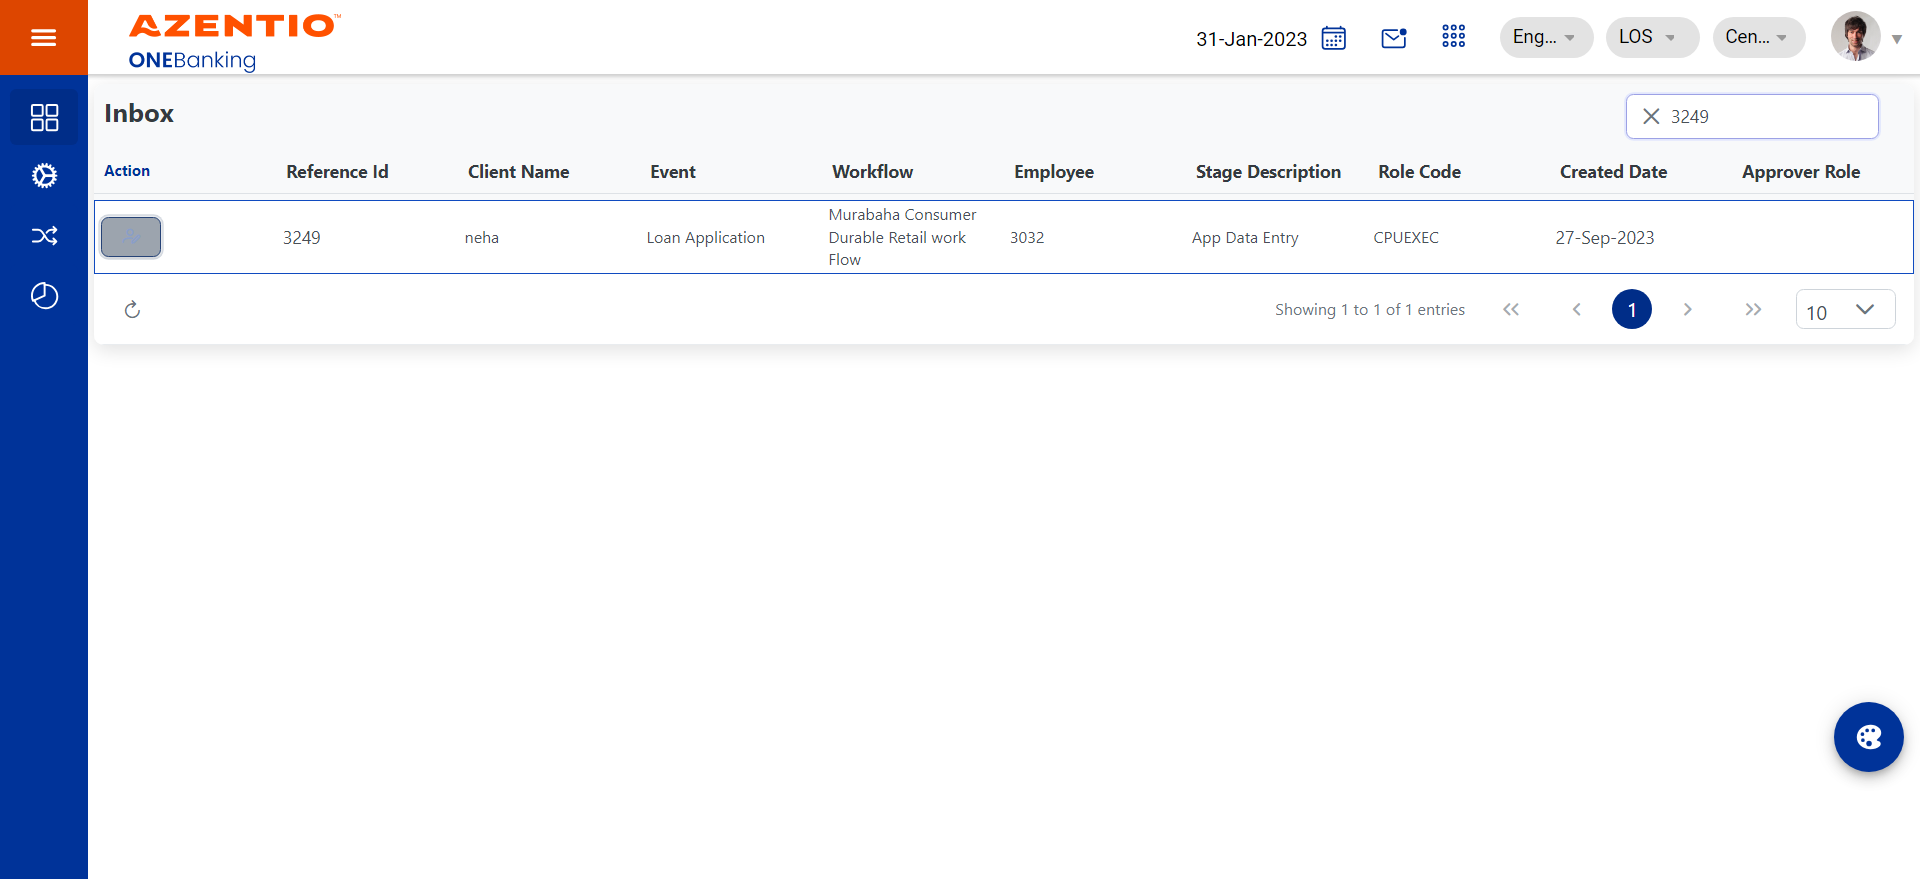 AZENTIO™
ONEBanking
31-Jan-2023
Eng...
LOS
Cen...
Inbox
3249
Action Reference Id Client Name Event Workflow Employee Stage Description Role Code Created Date Approver Role
3249 neha Loan Application Murabaha Consumer Durable Retail work Flow 3032 App Data Entry CPUEXEC 27-Sep-2023
Showing 1 to 1 of 1 entries
1
10